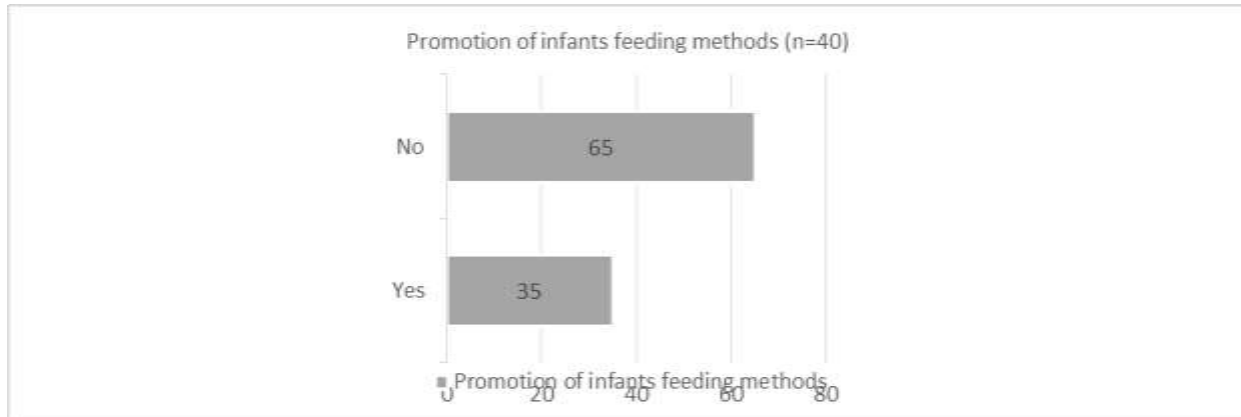 Promotion of infants feeding methods (n=40)
No
65
Yes
35
Promotion of infants feeding methods
0 20 40 60 80